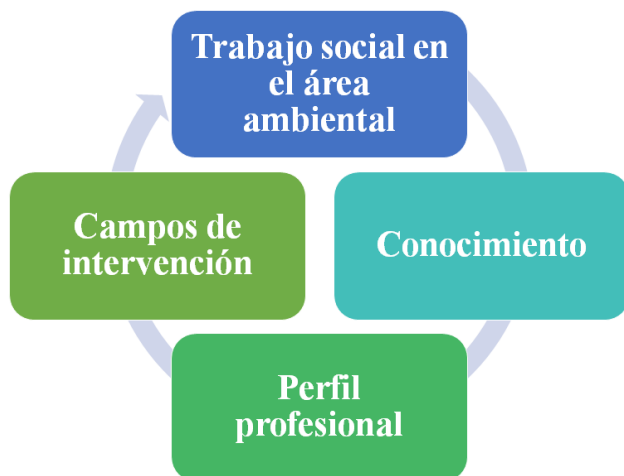 Trabajo social en
el área
ambiental
Conocimiento
Perfil
profesional
Campos de
intervención